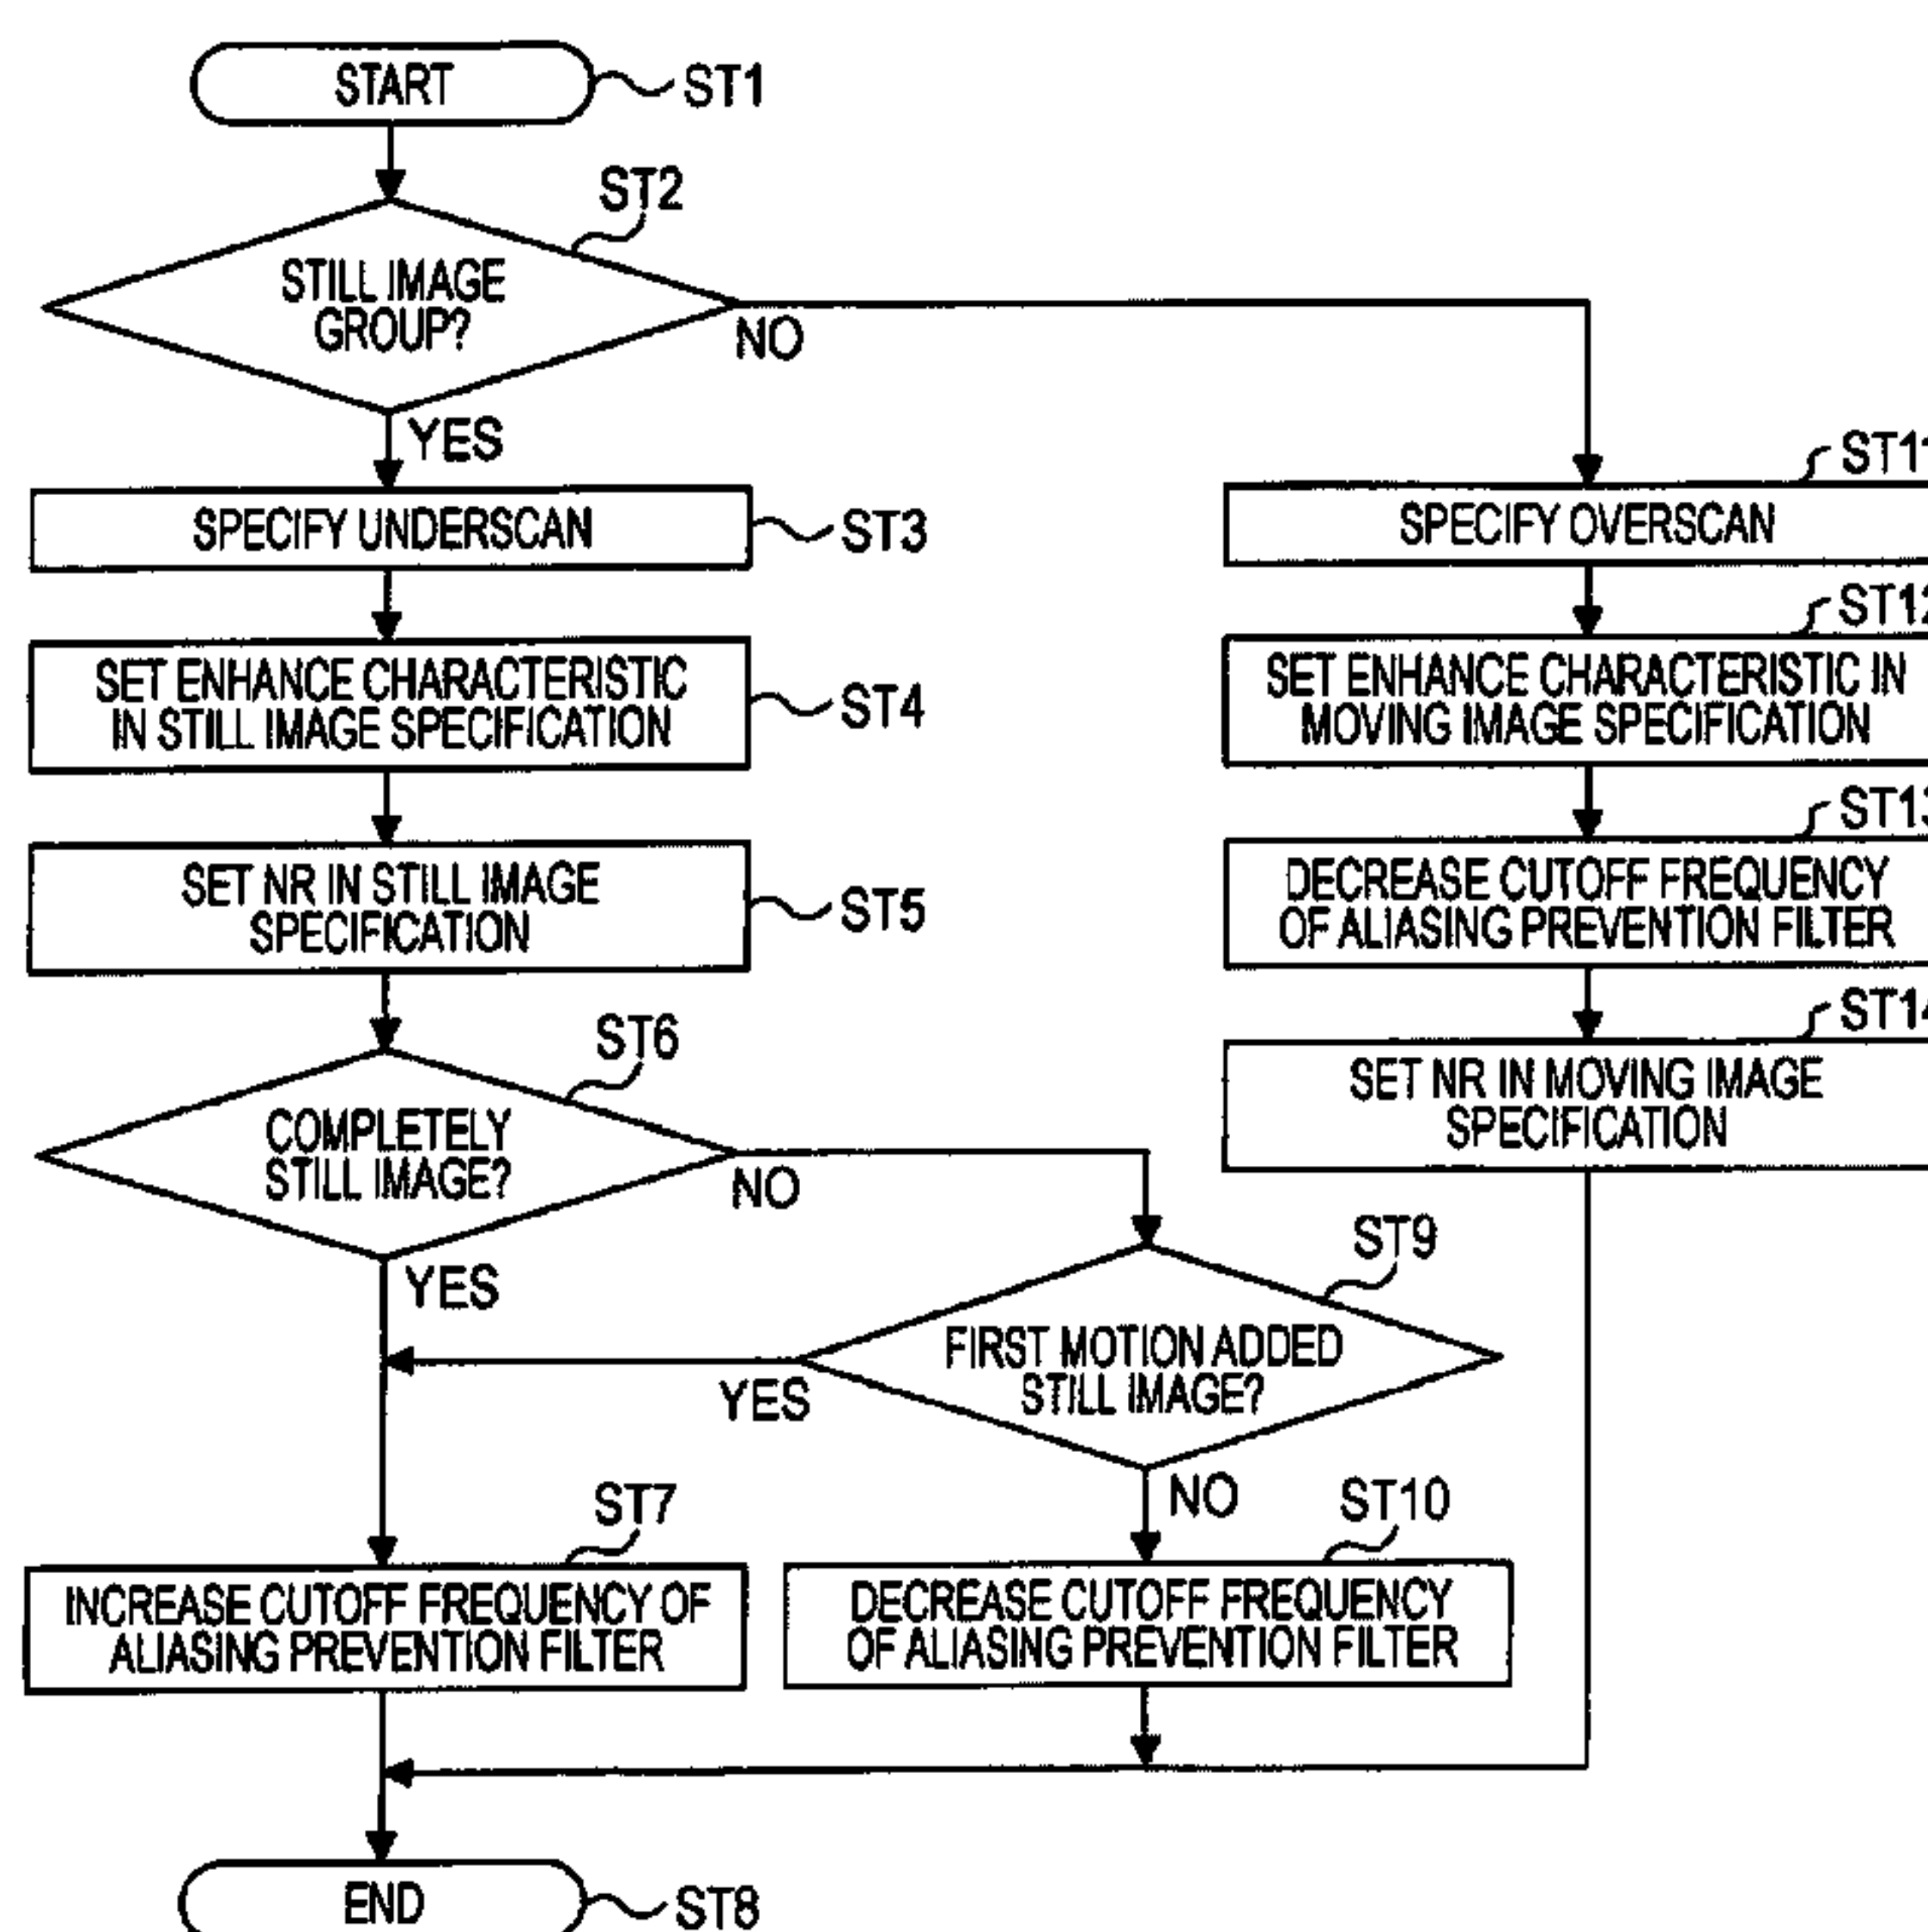 START
ST1
ST2
STILL IMAGE
GROUP?
NO
YES
SPECIFY UNDERSCAN
ST3
SET ENHANCE CHARACTERISTIC
IN STILL IMAGE SPECIFICATION
ST4
SET NR IN STILL IMAGE
SPECIFICATION
ST5
ST6
COMPLETELY
STILL IMAGE?
NO
YES
ST9
FIRST MOTION ADDED
STILL IMAGE?
YES
NO
ST7
INCREASE CUTOFF FREQUENCY OF
ALIASING PREVENTION FILTER
ST10
DECREASE CUTOFF FREQUENCY
OF ALIASING PREVENTION FILTER
ST11
SPECIFY OVERSCAN
ST12
SET ENHANCE CHARACTERISTIC IN
MOVING IMAGE SPECIFICATION
ST13
DECREASE CUTOFF FREQUENCY
OF ALIASING PREVENTION FILTER
ST14
SET NR IN MOVING IMAGE
SPECIFICATION
END
ST8